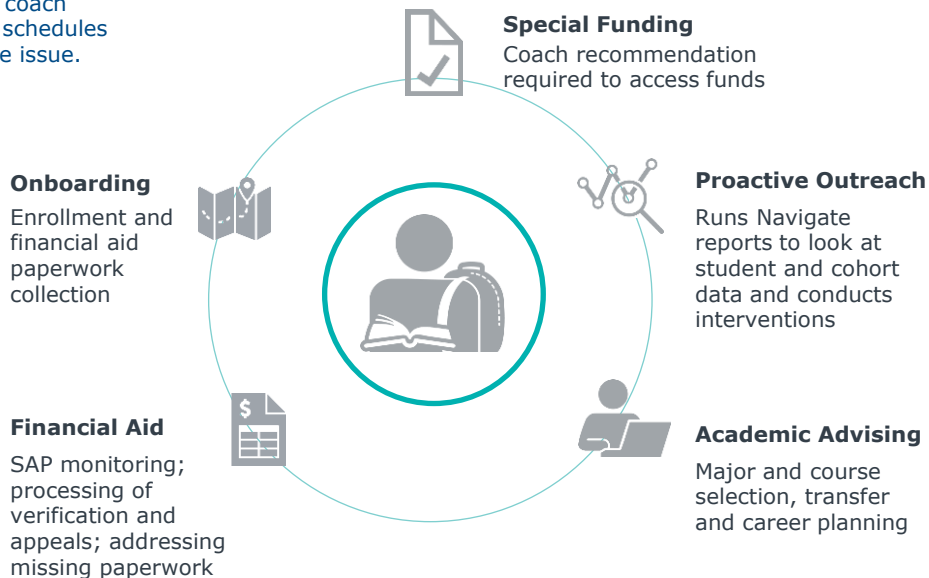 coach
schedules
e issue.
Special Funding
Coach recommendation
required to access funds
Onboarding
Enrollment and
financial aid
paperwork
collection
Proactive Outreach
Runs Navigate
reports to look at
student and cohort
data and conducts
interventions
Financial Aid
SAP monitoring;
processing of
verification and
appeals; addressing
missing paperwork
$
Academic Advising
Major and course
selection, transfer
and career planning